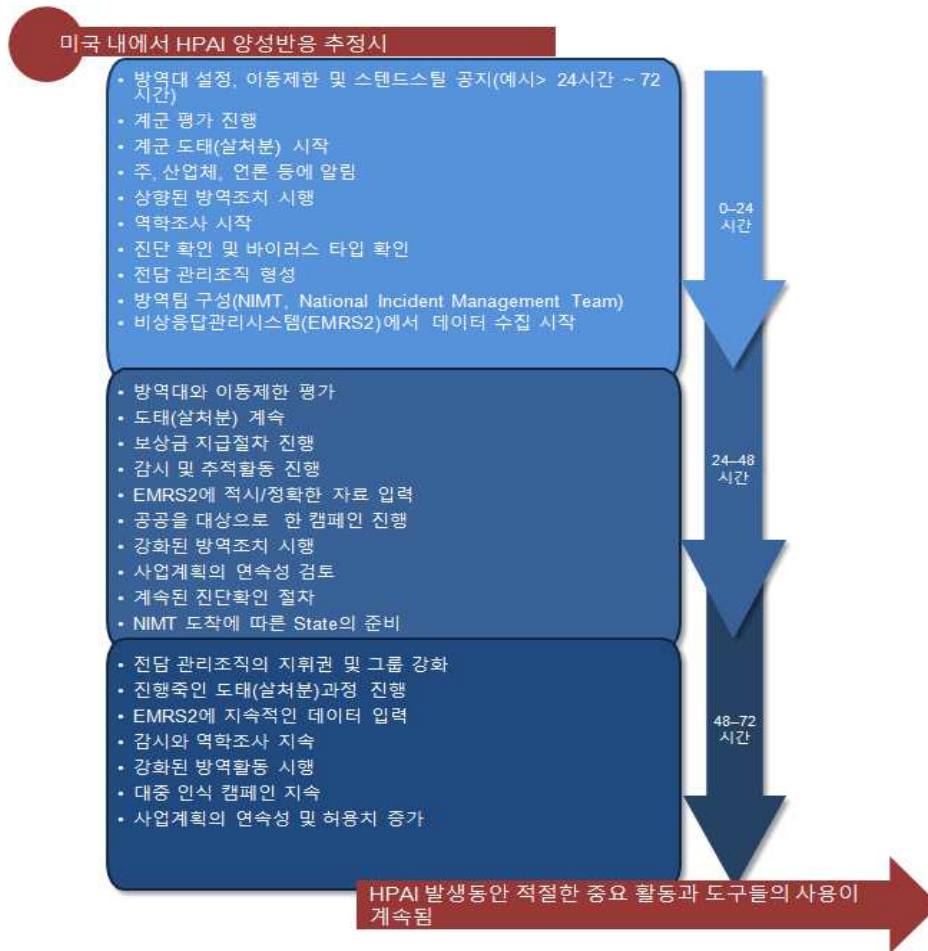 미국 내에서 HPAI 양성반응 추정시
• 방역대 설정, 이동제한 및 스텐드스틸 공지(예시> 24시간 ~ 72
시간)
• 계군 평가 진행
• 계군 도태(살처분) 시작
• 주, 산업체, 언론 등에 알림
• 상향된 방역조치 시행
• 역학조사 시작
• 진단 확인 및 바이러스 타입 확인
• 전담 관리조직 형성
• 방역팀 구성(NIMT, National Incident Management Team)
• 비상응답관리시스템(EMRS2)에서 데이터 수집 시작
0–24
시간
• 방역대와 이동제한 평가
• 도태(살처분) 계속
• 보상금 지급절차 진행
• 감시 및 추적활동 진행
• EMRS2에 적시/정확한 자료 입력
• 공공을 대상으로 한 캠페인 진행
• 강화된 방역조치 시행
• 사업계획의 연속성 검토
• 계속된 진단확인 절차
• NIMT 도착에 따른 State의 준비
24–48
시간
• 전담 관리조직의 지휘권 및 그룹 강화
• 진행죽인 도태(살처분)과정 진행
• EMRS2에 지속적인 데이터 입력
• 감시와 역학조사 지속
• 강화된 방역활동 시행
• 대중 인식 캠페인 지속
• 사업계획의 연속성 및 허용치 증가
48–72
시간
HPAI 발생동안 적절한 중요 활동과 도구들의 사용이
계속됨